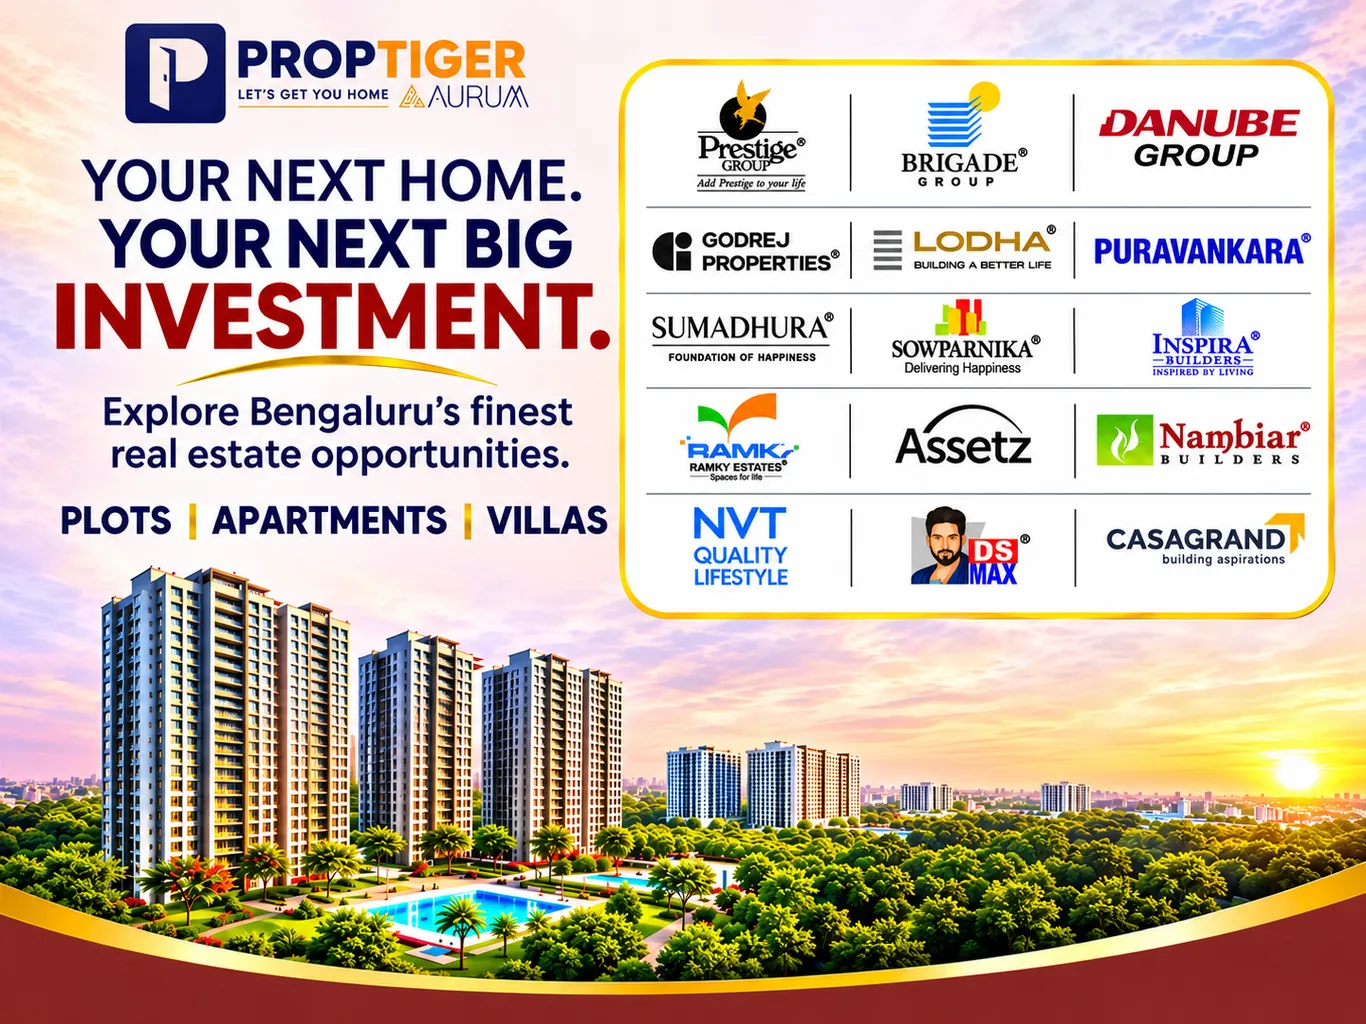 PROPTIGER
LET'S GET YOU HOME AURUM
YOUR NEXT HOME.
YOUR NEXT BIG
INVESTMENT.
Explore Bengaluru's finest
real estate opportunities.
PLOTS | APARTMENTS | VILLAS
Prestige®
GROUP
Add Prestige to your life
BRIGADE®
GROUP
DANUBE
GROUP
GODREJ
PROPERTIES®
LODHA®
BUILDING A BETTER LIFE
PURAVANKARA®
SUMADHURA®
FOUNDATION OF HAPPINESS
SOWPARNIKA®
Delivering Happiness
INSPIRA®
BUILDERS
INSPIRED BY LIVING
RAMKY
RAMKY ESTATES®
Spaces for life
Assetz
Nambiar®
BUILDERS
NVT
QUALITY
LIFESTYLE
DS®
MAX
CASAGRAND
building aspirations